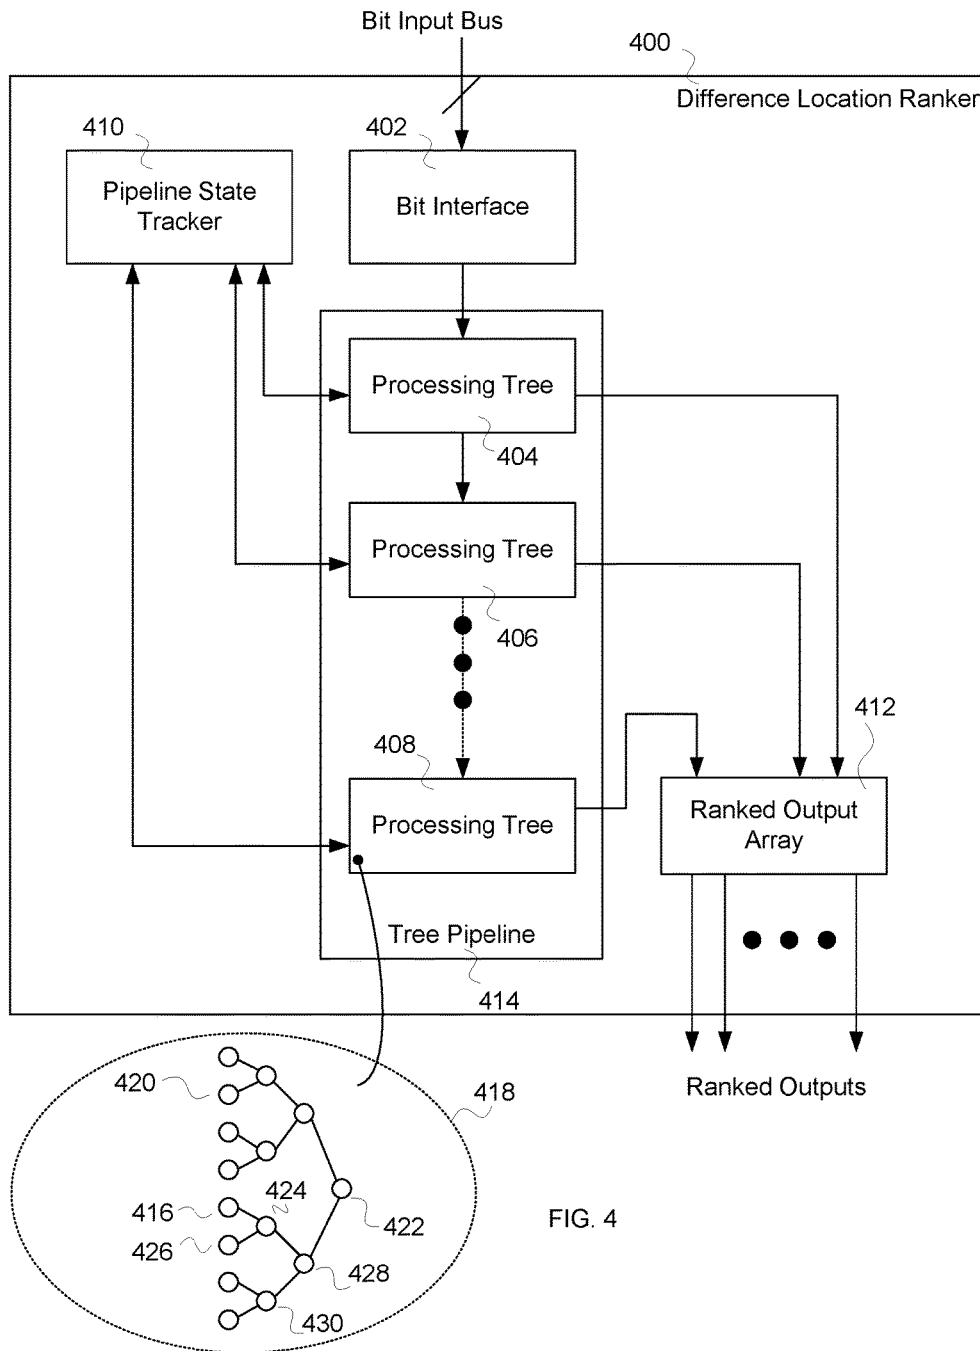 Bit Input Bus
400
Difference Location Ranker
410
402
Pipeline State
Tracker
Bit Interface
Processing Tree
404
Processing Tree
406
408
412
Processing Tree
Ranked Output
Array
Tree Pipeline
414
Ranked Outputs
420
418
416
424
422
426
428
430
FIG. 4